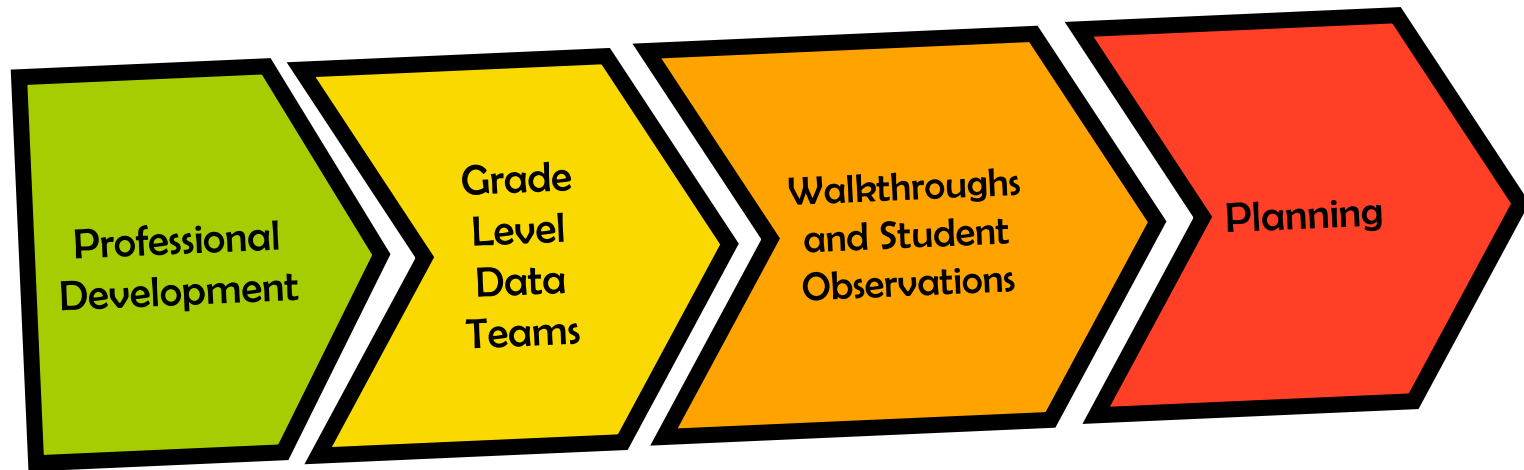 Professional
Development
Grade
Level
Data
Teams
Walkthroughs
and Student
Observations
Planning